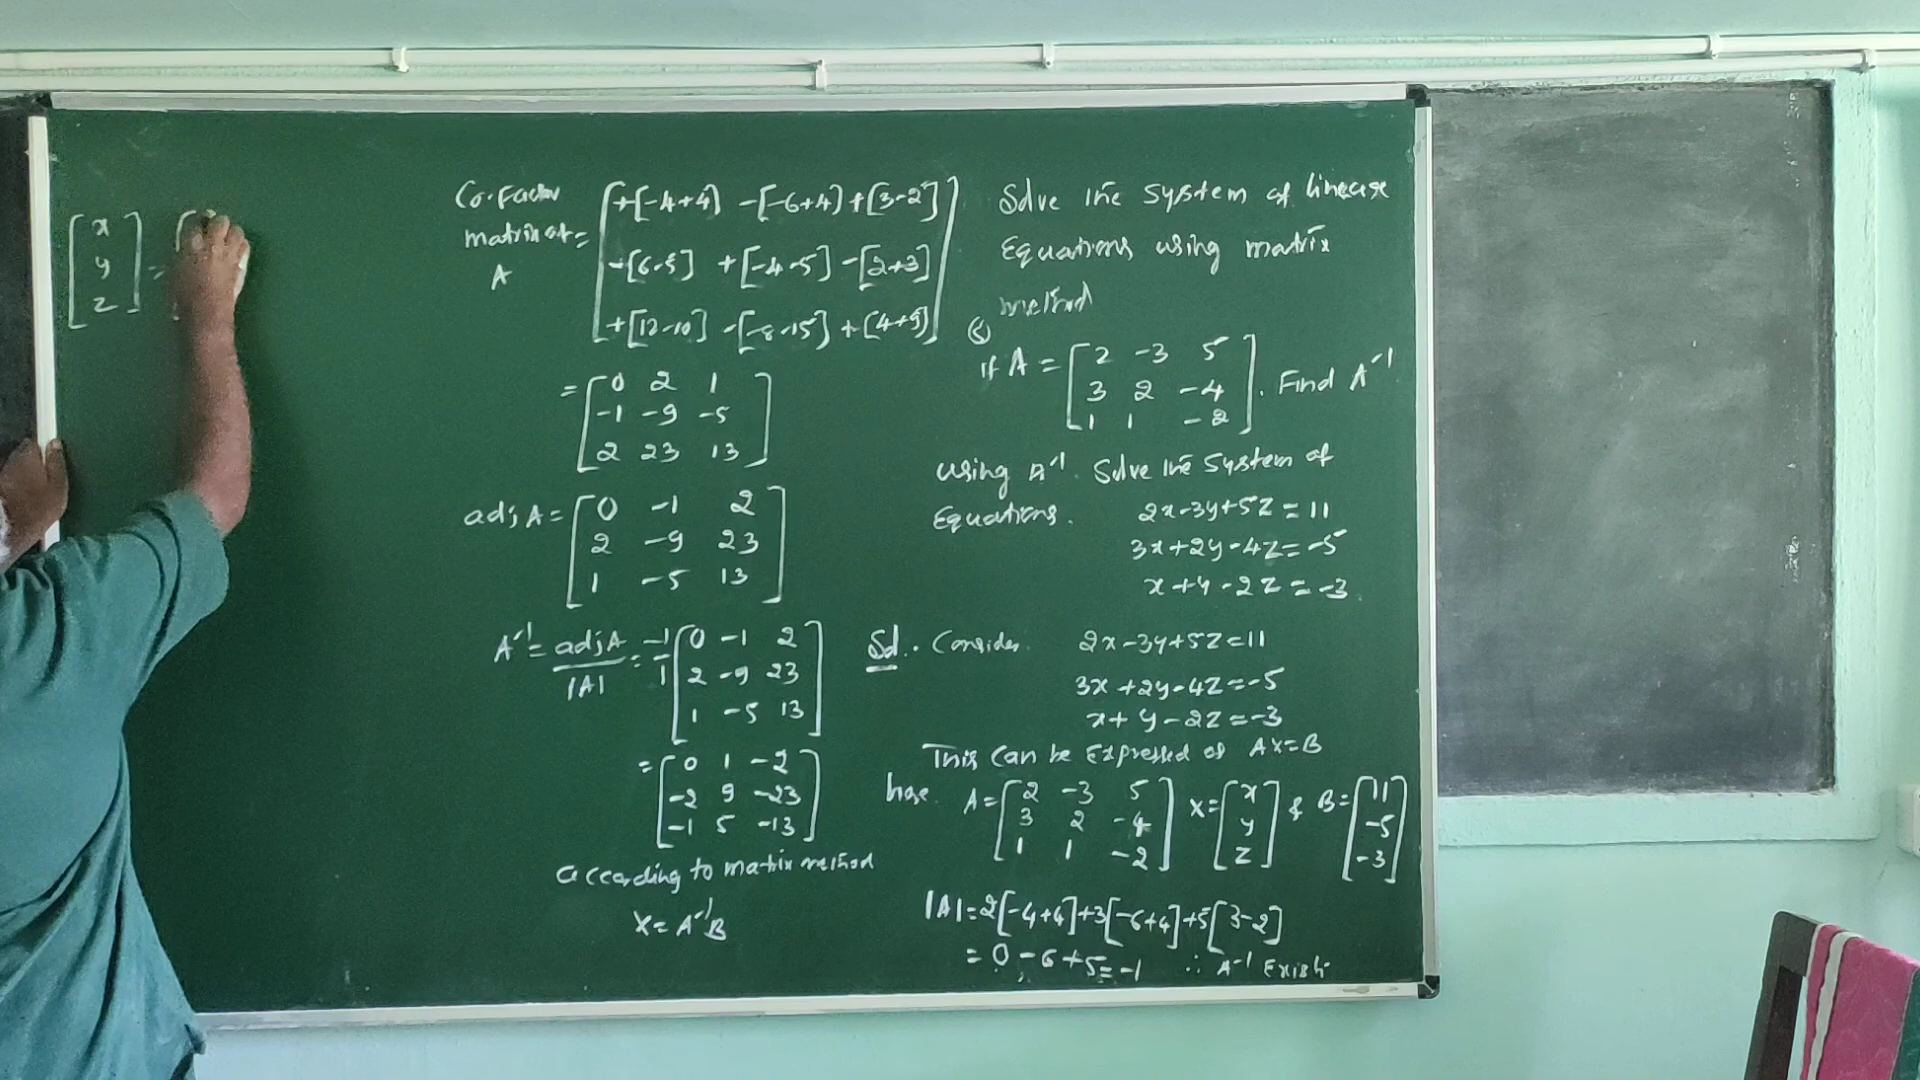 Solve the system of linear
Equations using matrix
method
(S)
If A = [2 -3 5
3 2 -4
1 1 -2]. Find A⁻¹
using A⁻¹. Solve the system of
Equations. 2x-3y+5z=11
3x+2y-4z=-5
x+y-2z=-3
Sol. Consider 2x-3y+5z=11
3x+2y-4z=-5
x+y-2z=-3
This can be Expressed as AX=B
A=[2 -3 5 X=[x & B=[11
3 2 -4 y -5
1 1 -2] z] -3]
|A|=2[-4+4]+3[-6+4]+5[3-2]
=0-6+5=-1 ∴ A⁻¹ Exists
Co.factor
matrix of =
A
[+[-4+4] -[-6+4] +[3-2]
-[6-5] +[-4-5] -[2+3]
+[12-10] -[-8-15] +[4+9]]
=[0 2 1
-1 -9 -5
2 23 13]
adj A=[0 -1 2
2 -9 23
1 -5 13]
A⁻¹=adjA/|A|=-1/1[0 -1 2
2 -9 23
1 -5 13]
=[0 1 -2
-2 9 -23
-1 5 -13]
according to matrix method
X=A⁻¹B
[x
y
z] = [